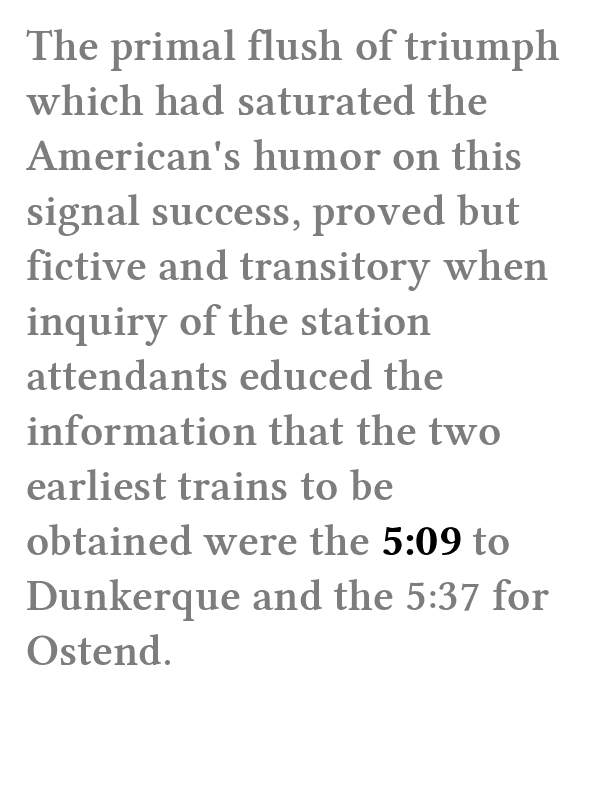 The primal flush of triumph
which had saturated the
American's humor on this
signal success, proved but
fictive and transitory when
inquiry of the station
attendants educed the
information that the two
earliest trains to be
obtained were the 5:09 to
Dunkerque and the 5:37 for
Ostend.